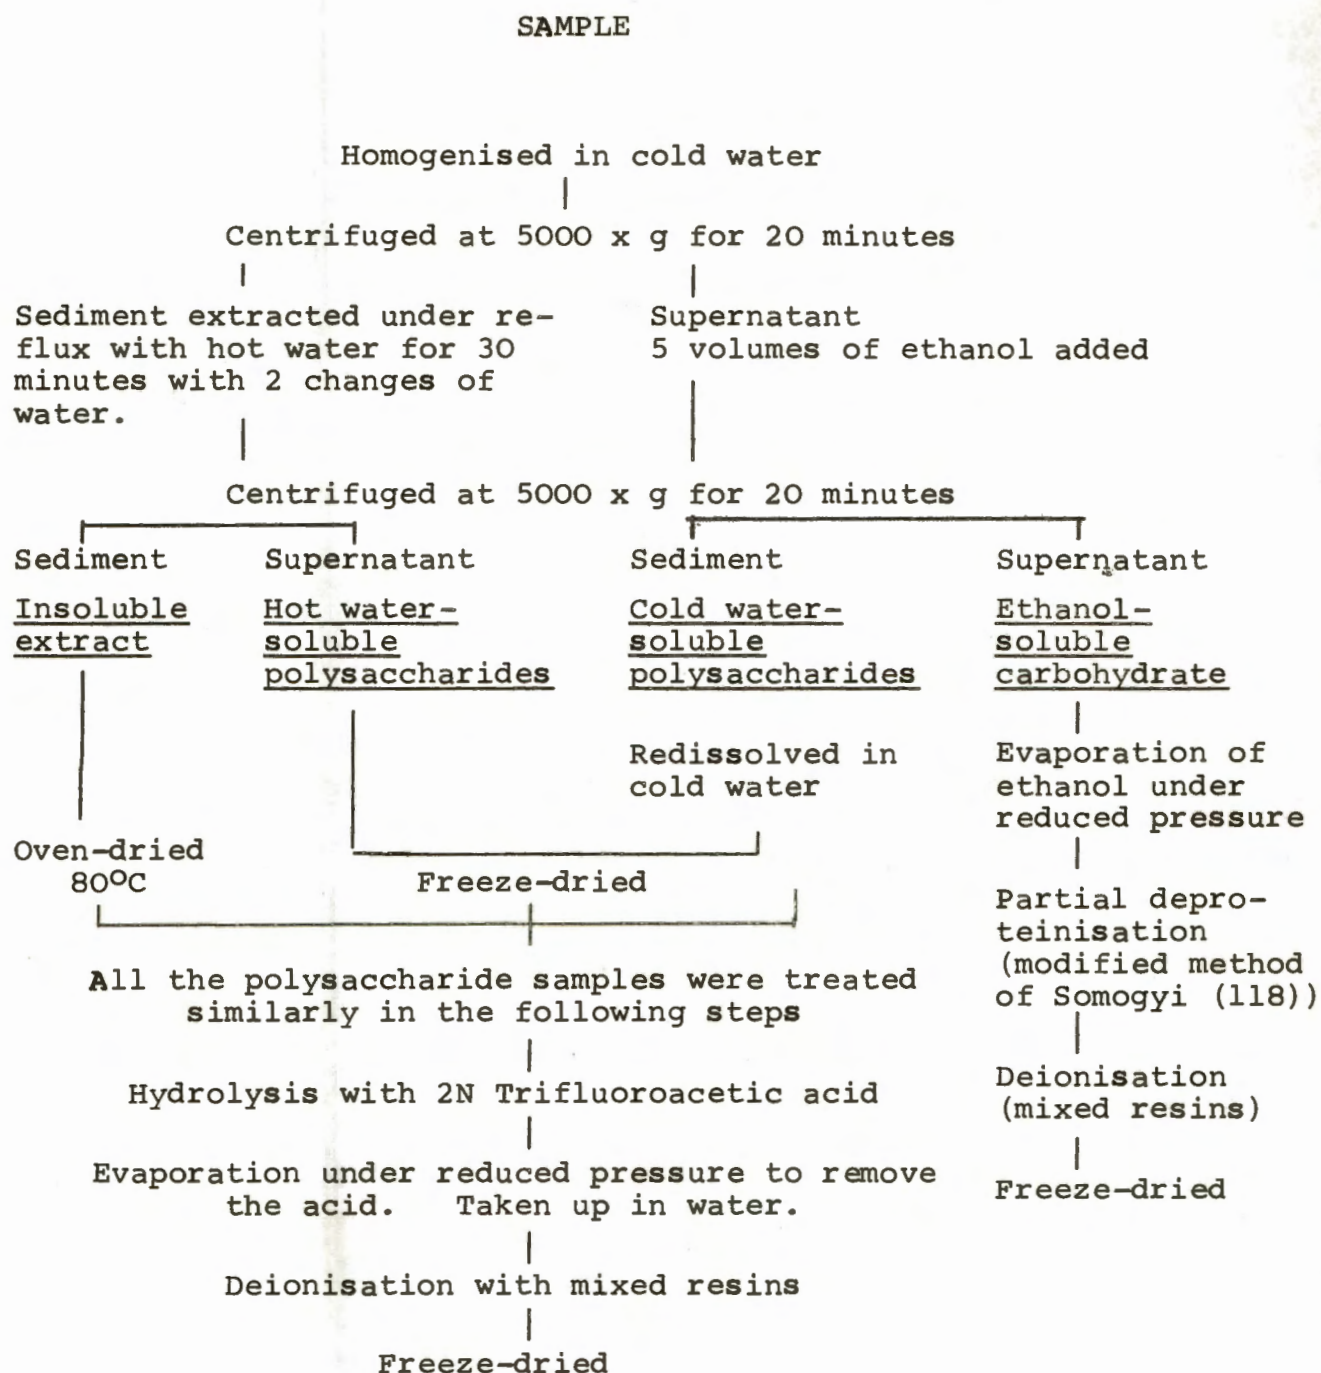 SAMPLE
Homogenised in cold water
Centrifuged at 5000 x g for 20 minutes
Sediment extracted under re-
flux with hot water for 30
minutes with 2 changes of
water.
Supernatant
5 volumes of ethanol added
Centrifuged at 5000 x g for 20 minutes
Sediment
Insoluble
extract
Supernatant
Hot water-
soluble
polysaccharides
Sediment
Cold water-
soluble
polysaccharides
Supernatant
Ethanol-
soluble
carbohydrate
Redissolved in
cold water
Evaporation of
ethanol under
reduced pressure
Oven-dried
80°C
Freeze-dried
Partial depro-
teinisation
(modified method
of Somogyi (118))
All the polysaccharide samples were treated
similarly in the following steps
Hydrolysis with 2N Trifluoroacetic acid
Deionisation
(mixed resins)
Evaporation under reduced pressure to remove
the acid. Taken up in water.
Freeze-dried
Deionisation with mixed resins
Freeze-dried